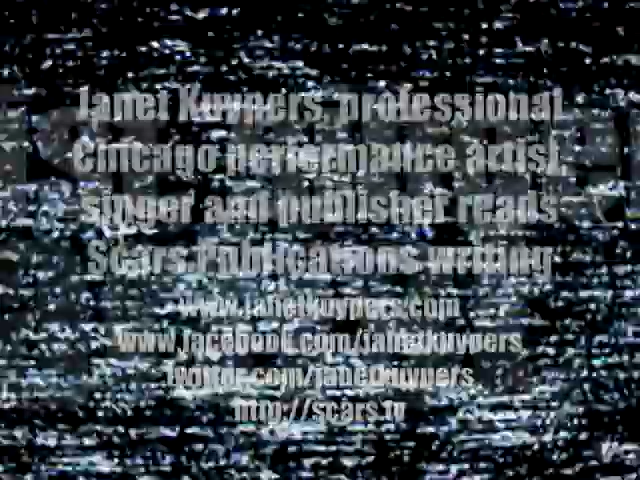 Janet Kuypers, professional
Chicago performance artist,
singer and publisher reads
Scars Publications writing
www.janetkuypers.com
www.facebook.com/janetkuypers
twitter.com/janetkuypers
http://scars.tv